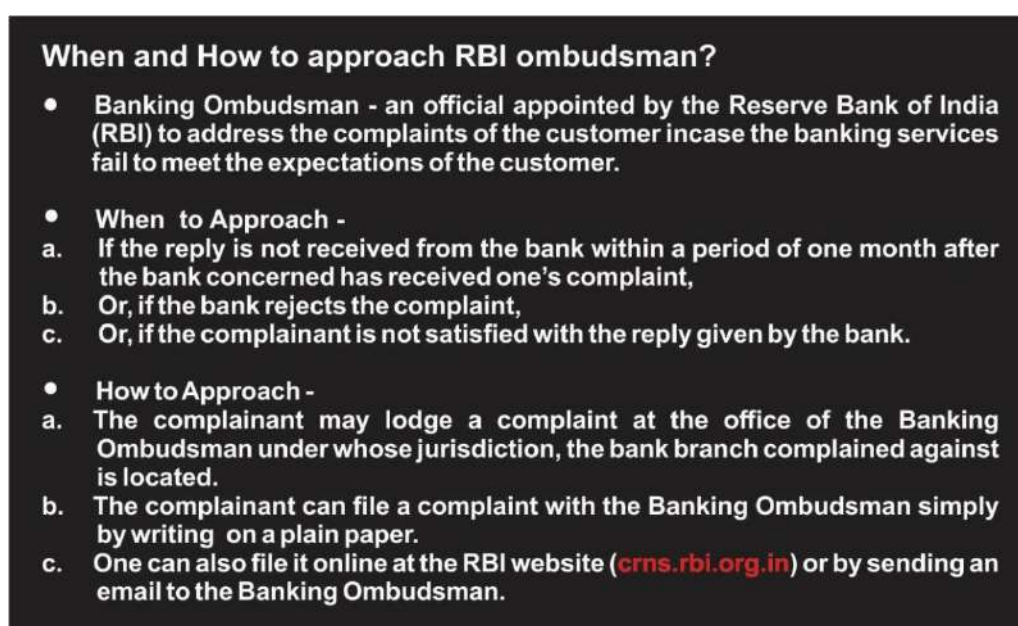 When and How to approach RBI ombudsman?
• Banking Ombudsman - an official appointed by the Reserve Bank of India
(RBI) to address the complaints of the customer incase the banking services
fail to meet the expectations of the customer.
• When to Approach -
a. If the reply is not received from the bank within a period of one month after
the bank concerned has received one's complaint,
b. Or, if the bank rejects the complaint,
c. Or, if the complainant is not satisfied with the reply given by the bank.
• How to Approach -
a. The complainant may lodge a complaint at the office of the Banking
Ombudsman under whose jurisdiction, the bank branch complained against
is located.
b. The complainant can file a complaint with the Banking Ombudsman simply
by writing on a plain paper.
c. One can also file it online at the RBI website (crns.rbi.org.in) or by sending an
email to the Banking Ombudsman.